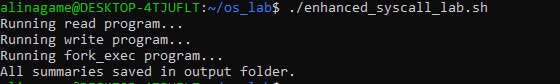 alinagame@DESKTOP-4TJUFLT:~/os_lab$ ./enhanced_syscall_lab.sh
Running read program...
Running write program...
Running fork_exec program...
All summaries saved in output folder.